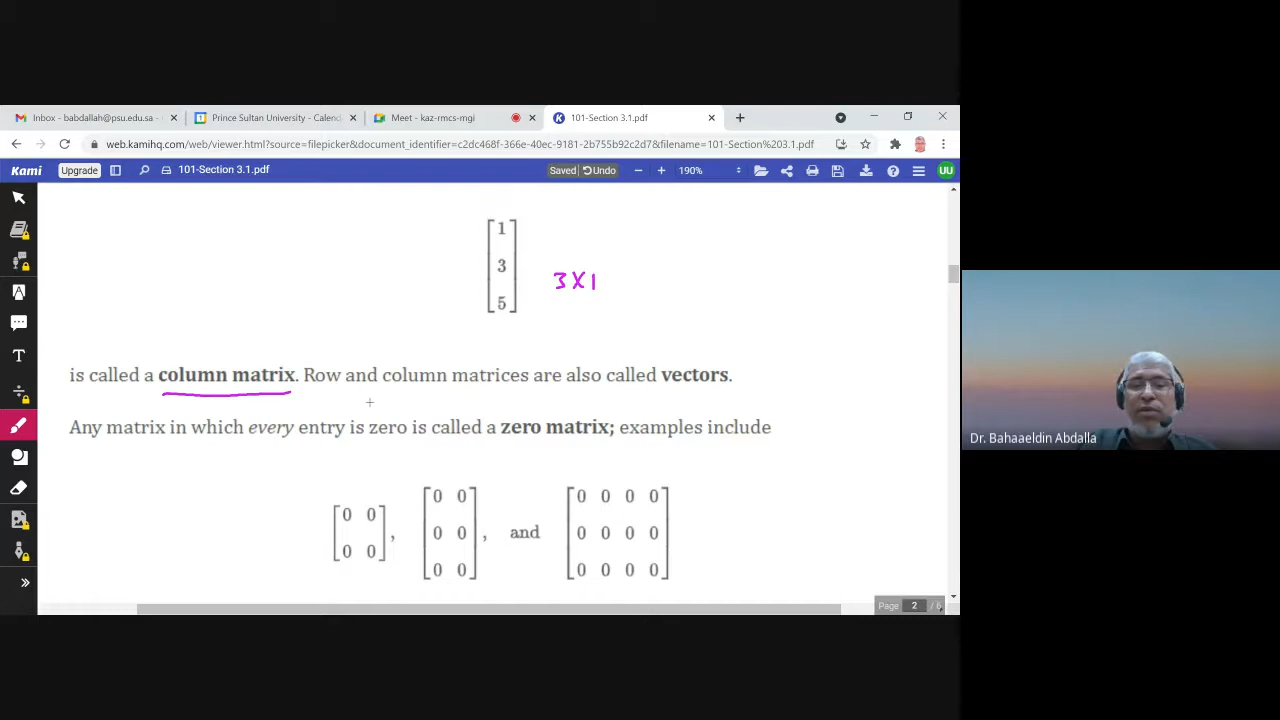 Inbox - babdallah@psu.edu.sa -
Prince Sultan University - Calend
Meet - kaz-rmcs-mgi
101-Section 3.1.pdf
web.kamihq.com/web/viewer.html?source=filepicker&document_identifier=c2dc468f-366e-40ec-9181-2b755b92c2d78&filename=101-Section%203.1.pdf
Kami
Upgrade
101-Section 3.1.pdf
Saved
Undo
190%
UU
1
3
5
3X1
is called a column matrix. Row and column matrices are also called vectors.
Any matrix in which every entry is zero is called a zero matrix; examples include
0 0
0 0 ,
0 0
0 0
0 0 ,
and
0 0 0 0
0 0 0 0
0 0 0 0
Page 2 / 6
Dr. Bahaaeldin Abdalla